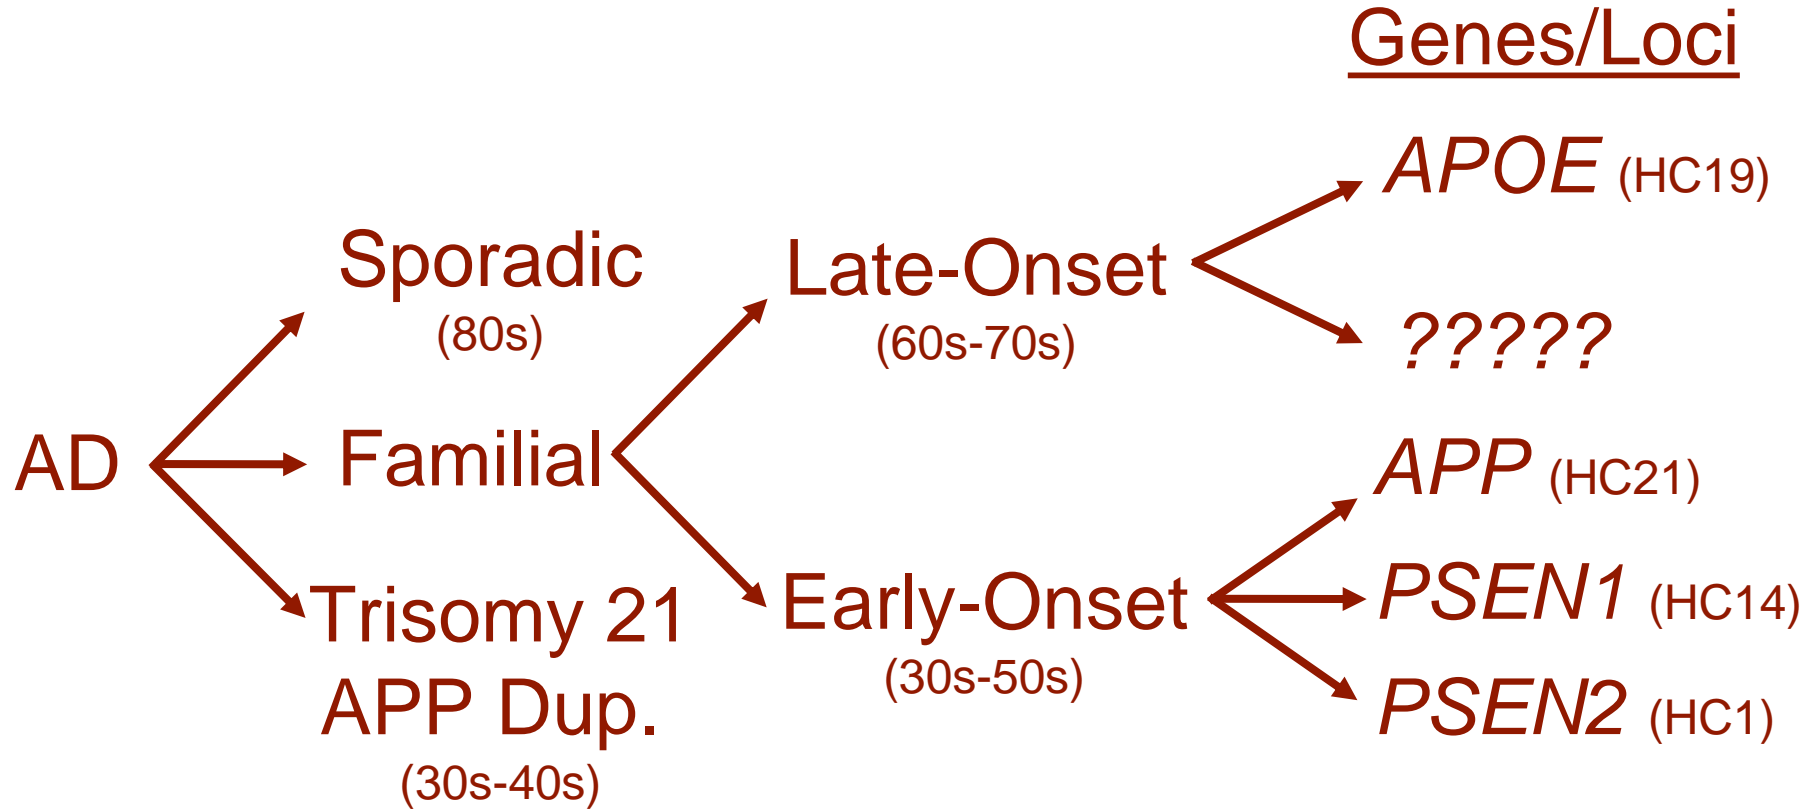 Genes/Loci
APOE (HC19)
Sporadic
(80s)
Late-Onset
(60s-70s)
?????
AD
Familial
APP (HC21)
Trisomy 21
APP Dup.
(30s-40s)
Early-Onset
(30s-50s)
PSEN1 (HC14)
PSEN2 (HC1)